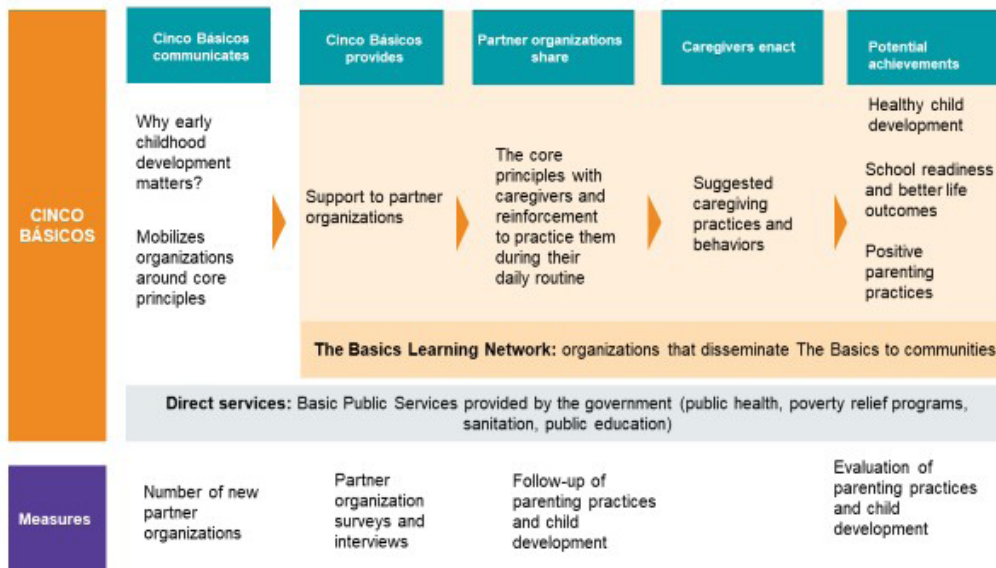 Cinco Básicos
communicates
Cinco Básicos
provides
Partner organizations
share
Caregivers enact
Potential
achievements
CINCO
BÁSICOS
Why early
childhood
development
matters?
Mobilizes
organizations
around core
principles
Support to partner
organizations
The core
principles with
caregivers and
reinforcement
to practice them
during their
daily routine
Suggested
caregiving
practices and
behaviors
Healthy child
development
School readiness
and better life
outcomes
Positive
parenting
practices
The Basics Learning Network: organizations that disseminate The Basics to communities
Direct services: Basic Public Services provided by the government (public health, poverty relief programs,
sanitation, public education)
Measures
Number of new
partner
organizations
Partner
organization
surveys and
interviews
Follow-up of
parenting practices
and child
development
Evaluation of
parenting practices
and child
development